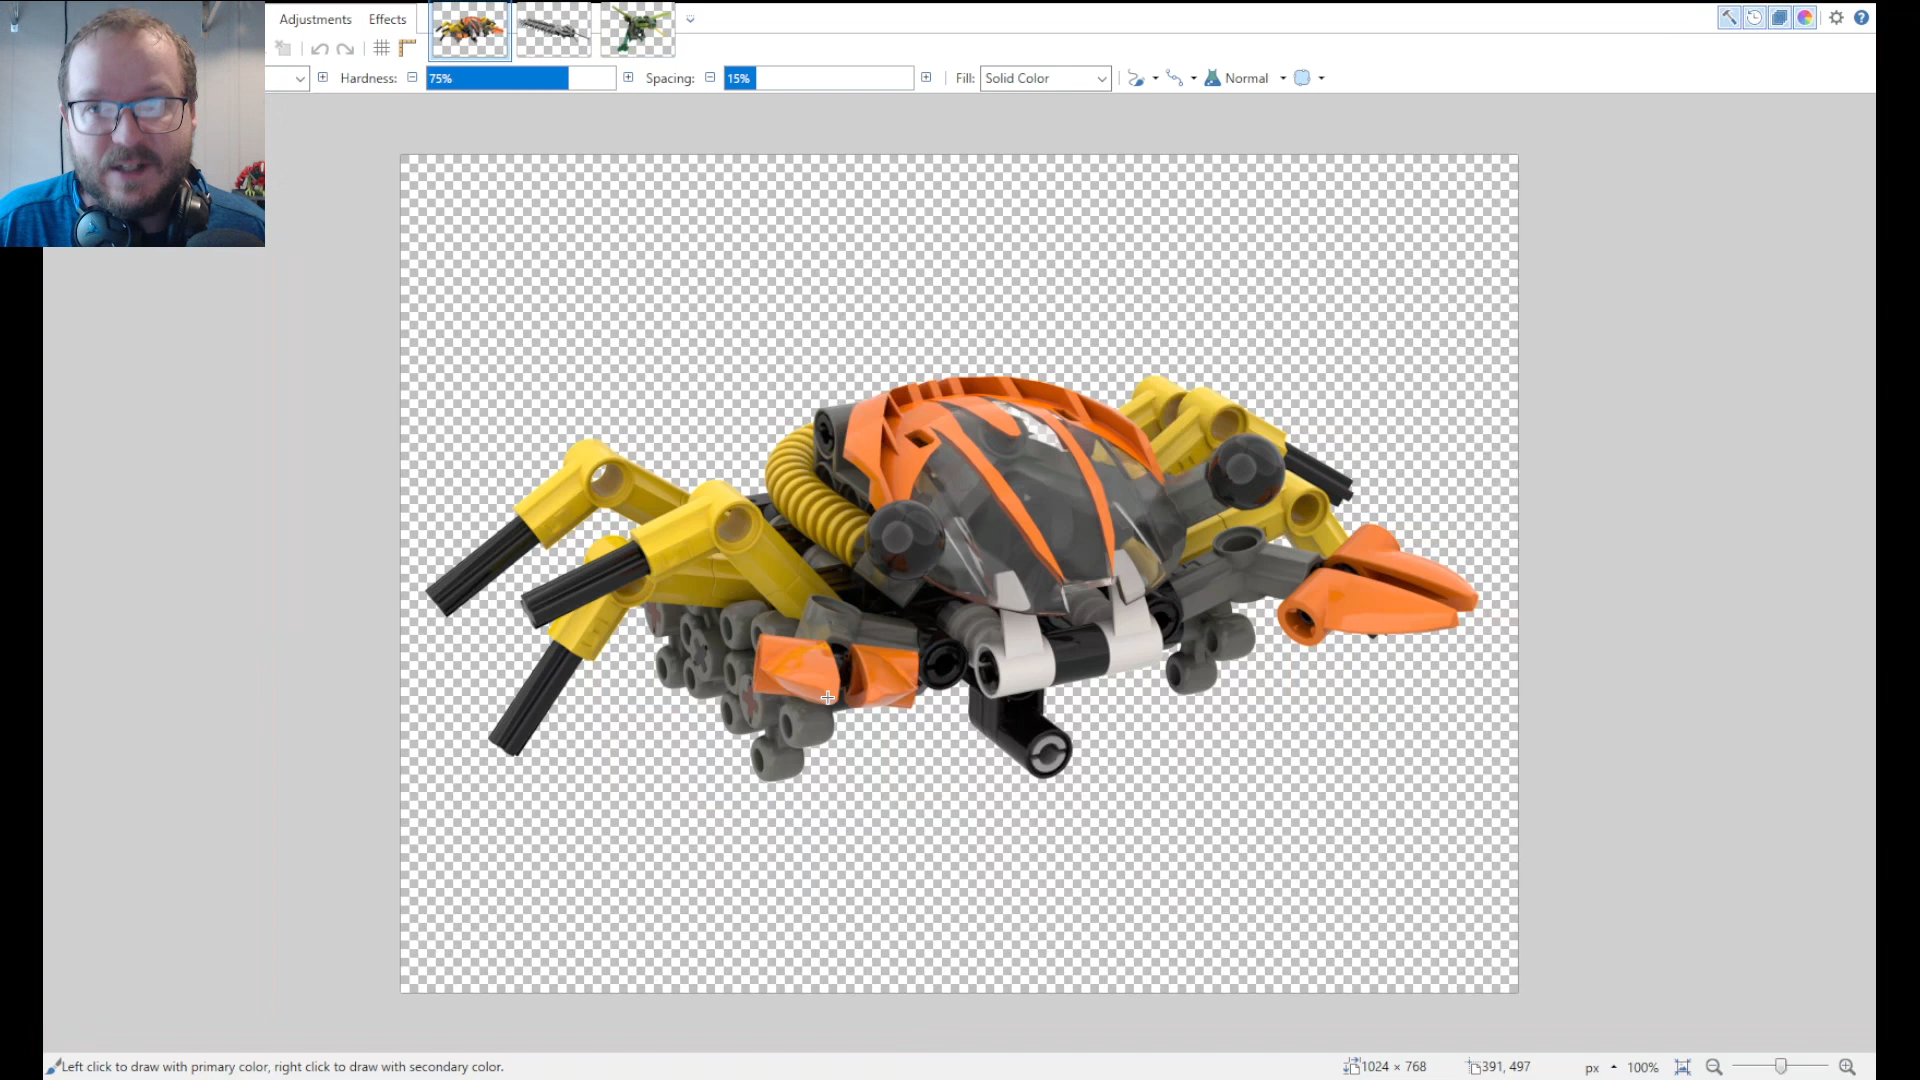 Adjustments Effects
Hardness: 75% Spacing: 15% Fill: Solid Color Normal
Left click to draw with primary color, right click to draw with secondary color. 1024 × 768 391, 497 px 100%